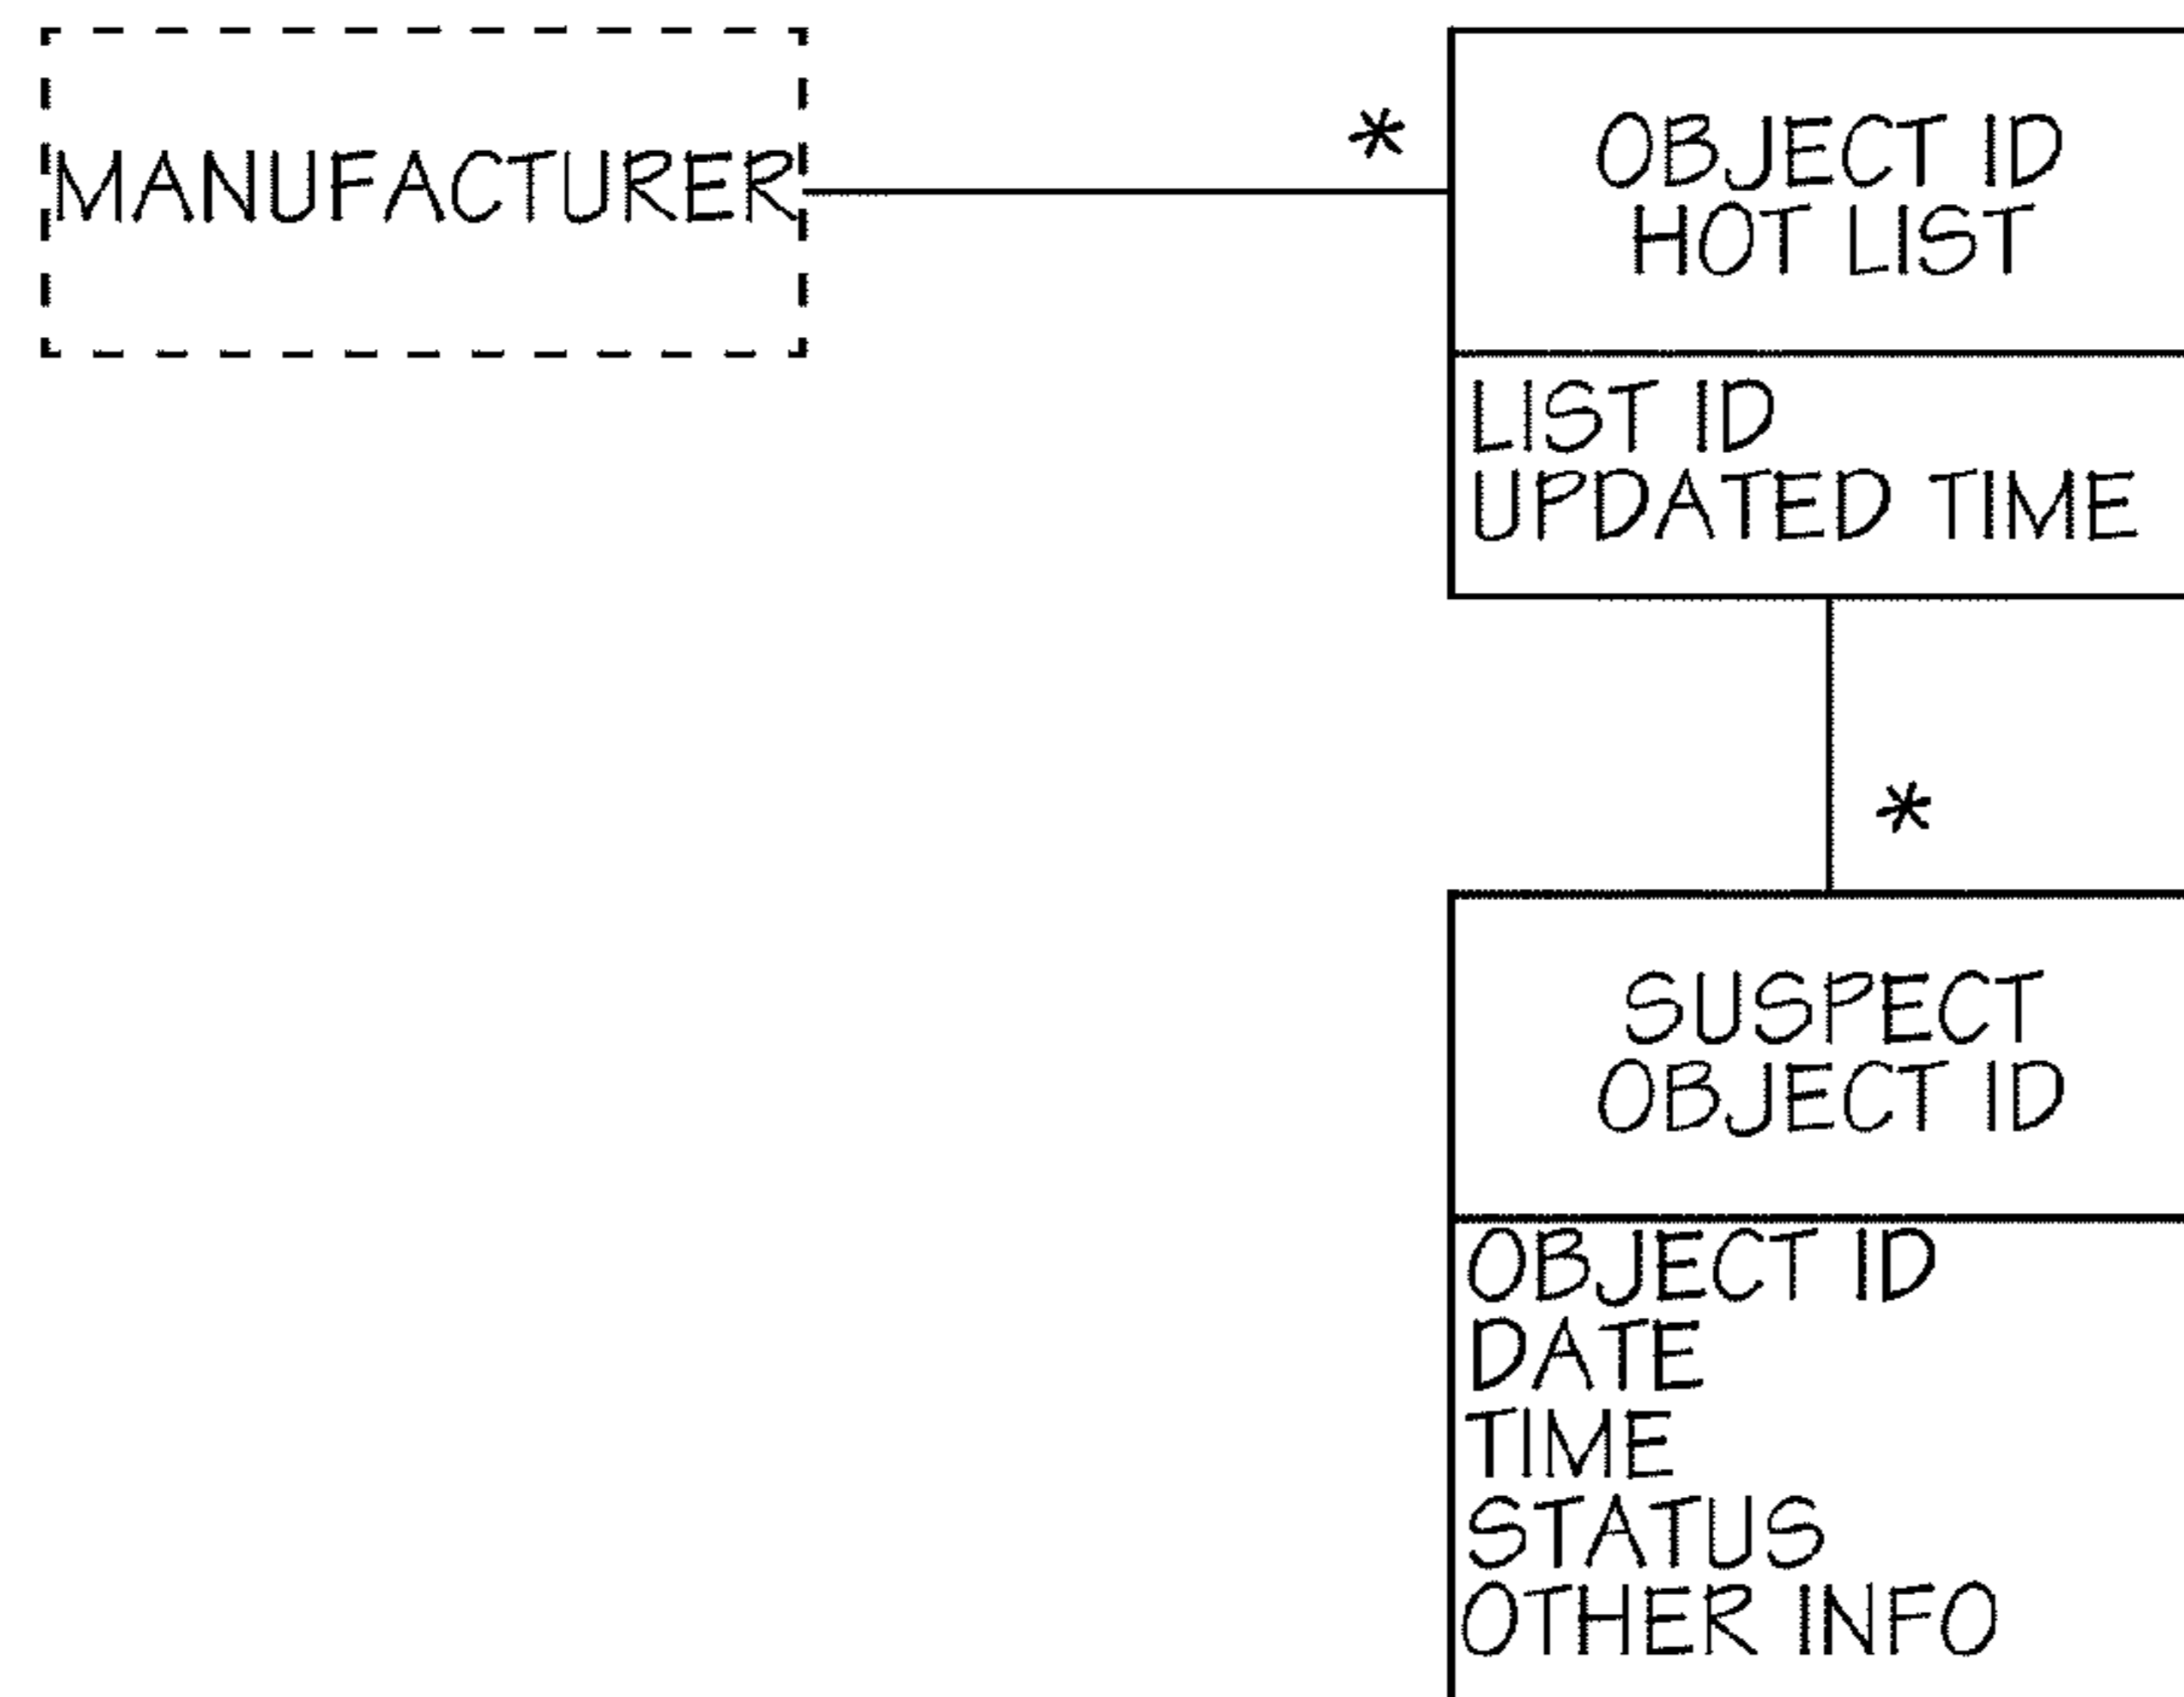 MANUFACTURER
*
OBJECT ID
HOT LIST
LIST ID
UPDATED TIME
*
SUSPECT
OBJECT ID
OBJECT ID
DATE
TIME
STATUS
OTHER INFO